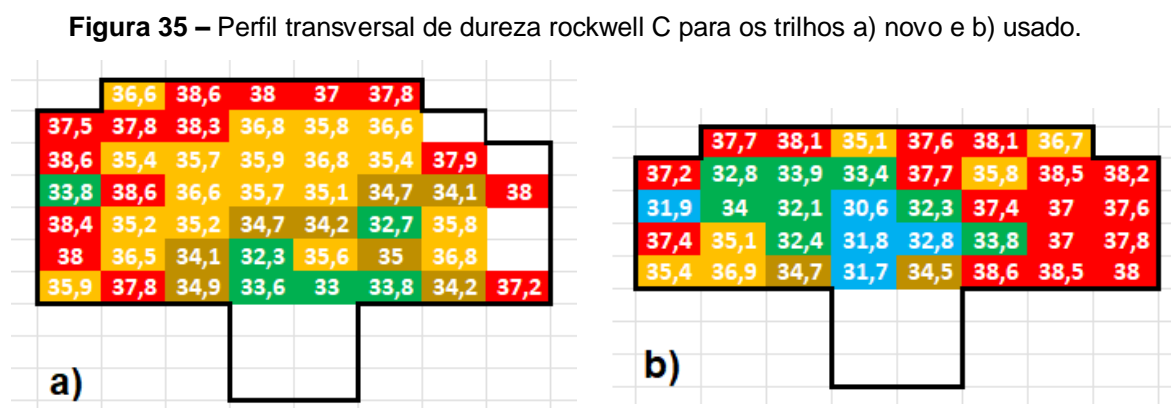 Figura 35 – Perfil transversal de dureza rockwell C para os trilhos a) novo e b) usado.
36,6 38,6 38 37 37,8
37,5 37,8 38,3 36,8 35,8 36,6
38,6 35,4 35,7 35,9 36,8 35,4 37,9
33,8 38,6 36,6 35,7 35,1 34,7 34,1 38
38,4 35,2 35,2 34,7 34,2 32,7 35,8
38 36,5 34,1 32,3 35,6 35 36,8
35,9 37,8 34,9 33,6 33 33,8 34,2 37,2
a)
37,7 38,1 35,1 37,6 38,1 36,7
37,2 32,8 33,9 33,4 37,7 35,8 38,5 38,2
31,9 34 32,1 30,6 32,3 37,4 37 37,6
37,4 35,1 32,4 31,8 32,8 33,8 37 37,8
35,4 36,9 34,7 31,7 34,5 38,6 38,5 38
b)